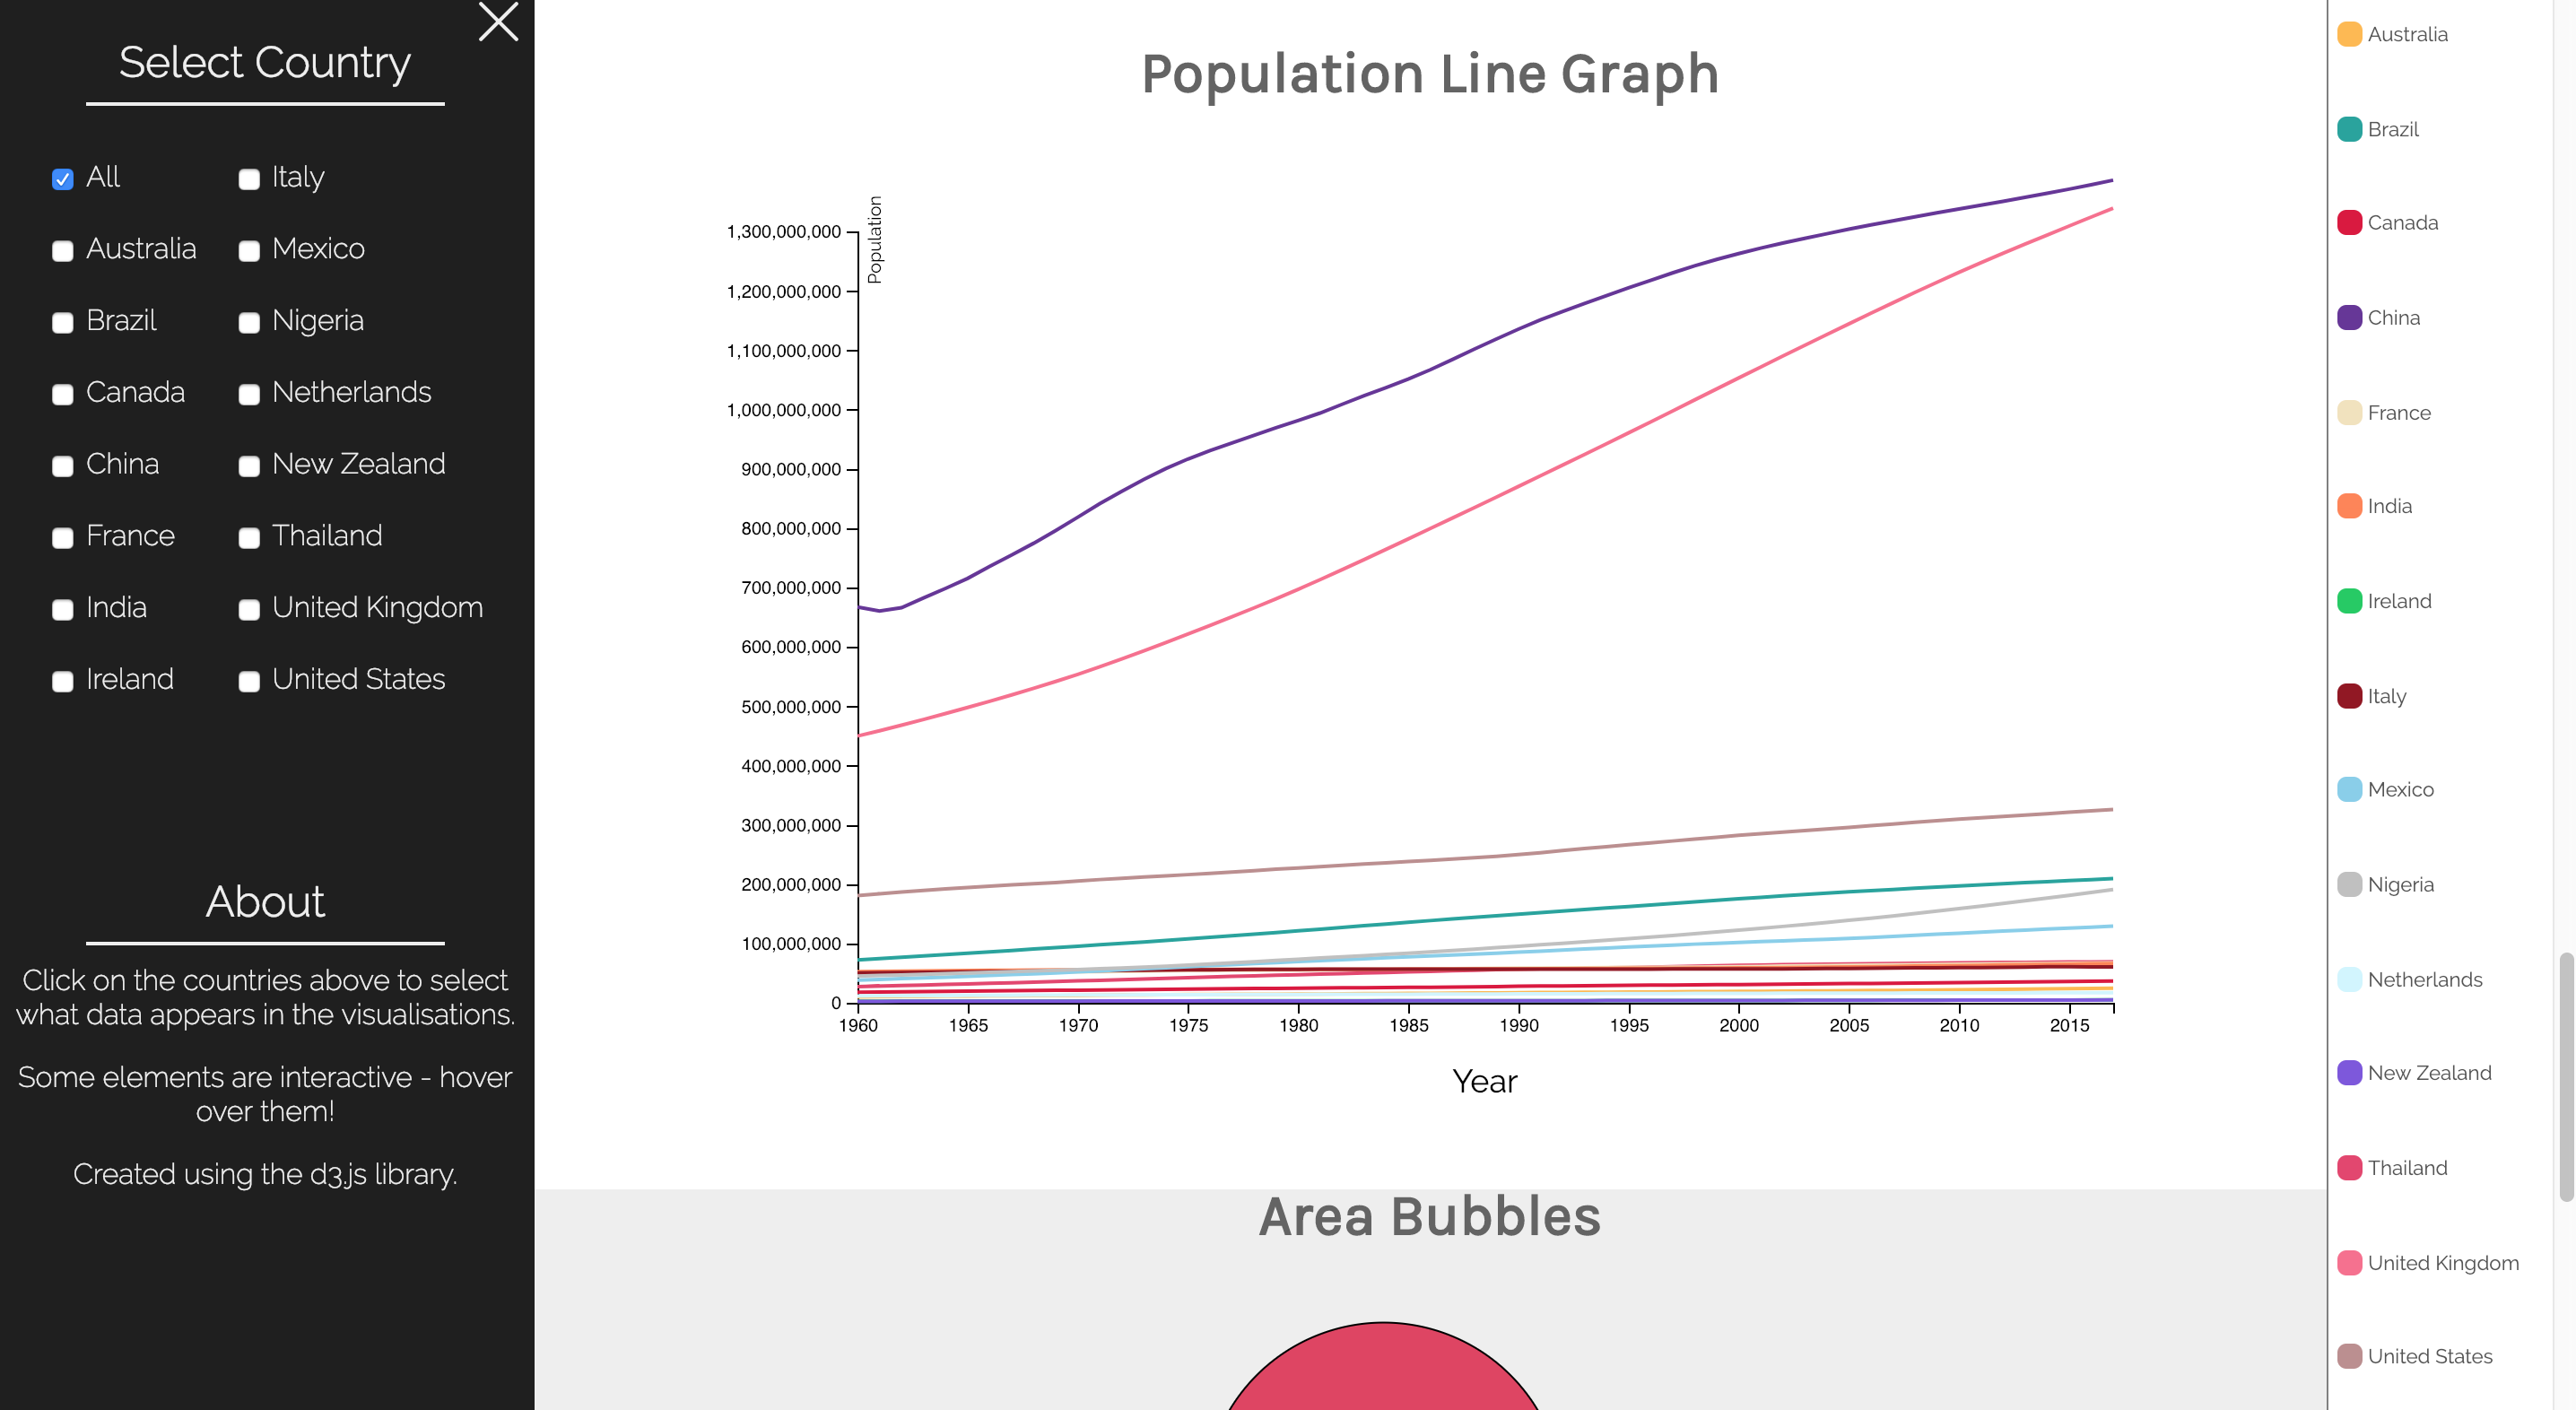 Select Country
All
Italy
Australia
Mexico
Brazil
Nigeria
Canada
Netherlands
China
New Zealand
France
Thailand
India
United Kingdom
Ireland
United States
About
Click on the countries above to select
what data appears in the visualisations.
Some elements are interactive - hover
over them!
Created using the d3.js library.
Population Line Graph
Population
1,300,000,000
1,200,000,000
1,100,000,000
1,000,000,000
900,000,000
800,000,000
700,000,000
600,000,000
500,000,000
400,000,000
300,000,000
200,000,000
100,000,000
0
1960 1965 1970 1975 1980 1985 1990 1995 2000 2005 2010 2015
Year
Area Bubbles
Australia
Brazil
Canada
China
France
India
Ireland
Italy
Mexico
Nigeria
Netherlands
New Zealand
Thailand
United Kingdom
United States